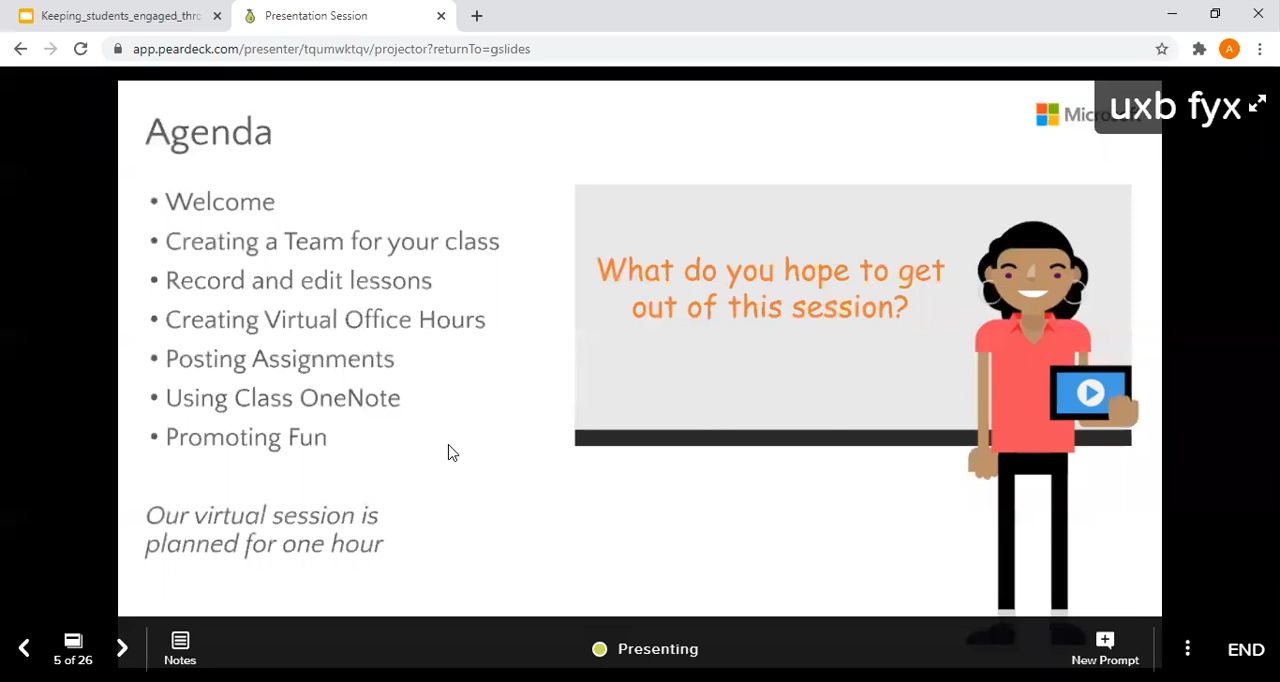 Keeping_students_engaged_thro
Presentation Session
app.peardeck.com/presenter/tqumwktqv/projector?returnTo=gslides
A
uxb fyx
Agenda
• Welcome
• Creating a Team for your class
• Record and edit lessons
• Creating Virtual Office Hours
• Posting Assignments
• Using Class OneNote
• Promoting Fun
Our virtual session is
planned for one hour
What do you hope to get
out of this session?
5 of 26
Notes
Presenting
New Prompt
END